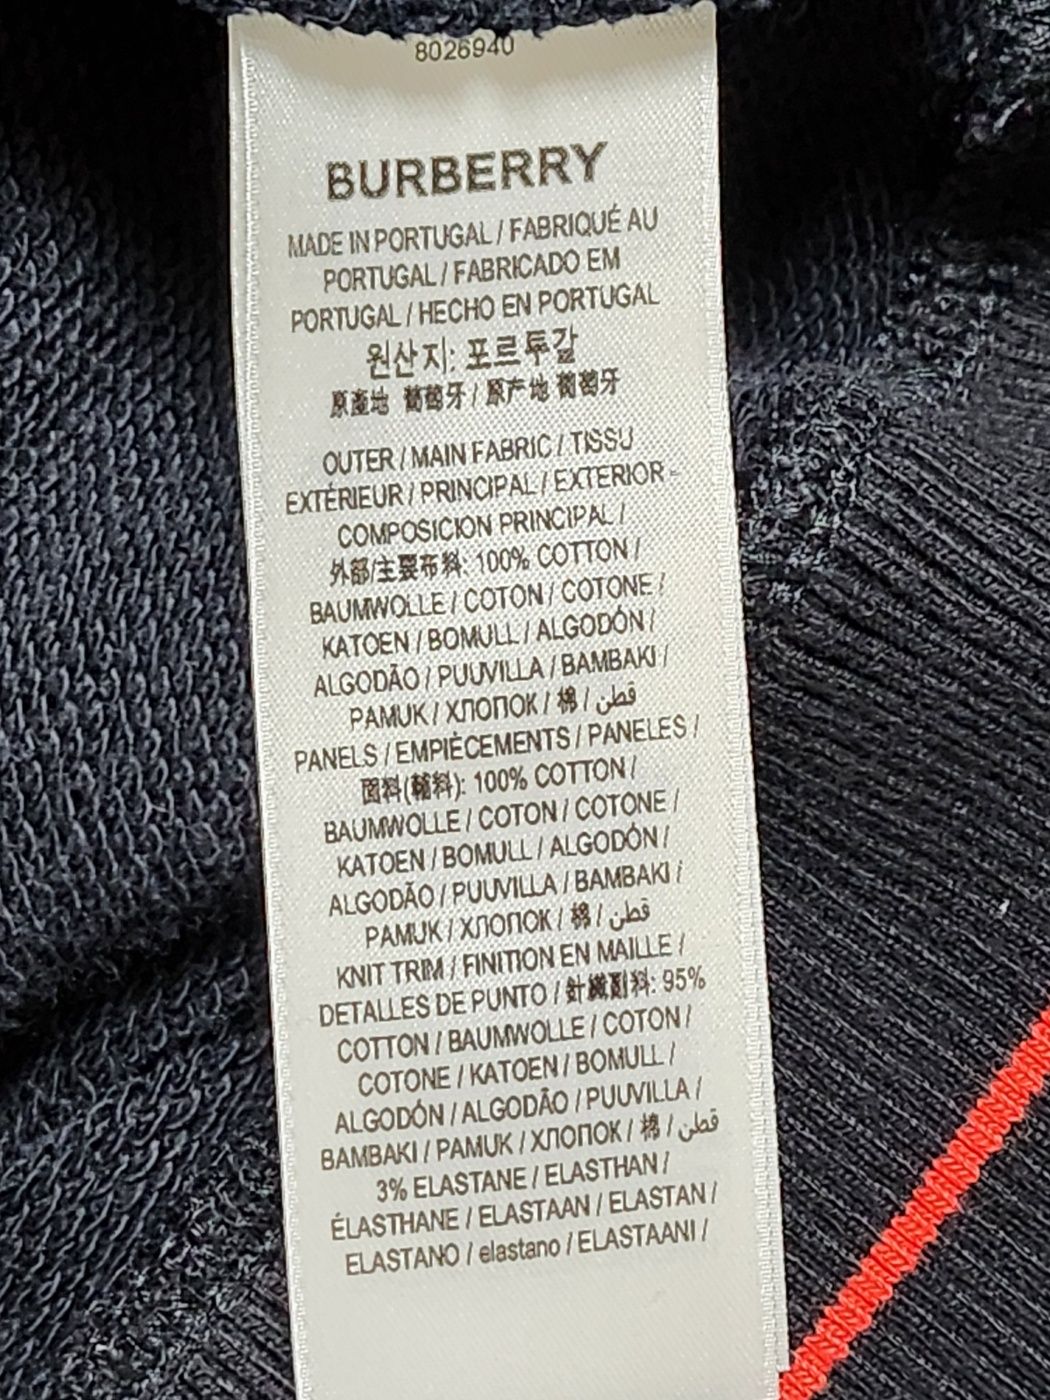 8026940
BURBERRY
MADE IN PORTUGAL / FABRIQUÉ AU
PORTUGAL / FABRICADO EM
PORTUGAL / HECHO EN PORTUGAL
원산지: 포르투갈
原產地 葡萄牙 / 原产地 葡萄牙
OUTER / MAIN FABRIC / TISSU
EXTÉRIEUR / PRINCIPAL / EXTERIOR -
COMPOSICION PRINCIPAL /
外部/主要布料: 100% COTTON /
BAUMWOLLE / COTON / COTONE /
KATOEN / BOMULL / ALGODÓN /
ALGODÃO / PUUVILLA / BAMBAKI /
PAMUK / ХЛОПОК / 棉 / قطن
PANELS / EMPIÈCEMENTS / PANELES /
面料(輔料): 100% COTTON /
BAUMWOLLE / COTON / COTONE /
KATOEN / BOMULL / ALGODÓN /
ALGODÃO / PUUVILLA / BAMBAKI /
PAMUK / ХЛОПОК / 棉 / قطن
KNIT TRIM / FINITION EN MAILLE /
DETALLES DE PUNTO / 針織副料: 95%
COTTON / BAUMWOLLE / COTON /
COTONE / KATOEN / BOMULL /
ALGODÓN / ALGODÃO / PUUVILLA /
BAMBAKI / PAMUK / ХЛОПОК / 棉 / قطن
3% ELASTANE / ELASTHAN /
ÉLASTHANE / ELASTAAN / ELASTAN /
ELASTANO / elastano / ELASTAANI /